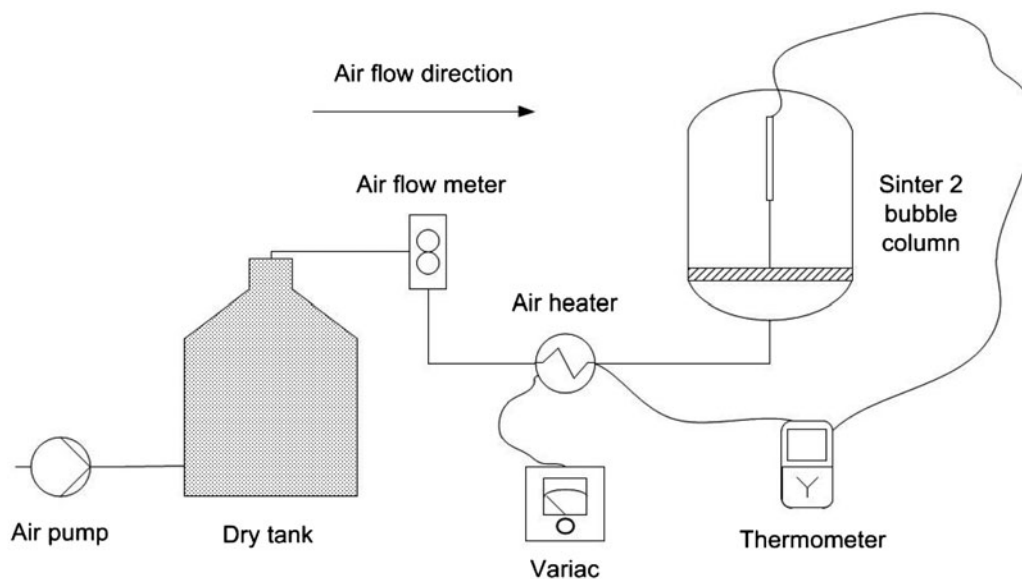 Air flow direction
Air flow meter
Sinter 2
bubble
column
Air heater
Air pump
Dry tank
Variac
Thermometer